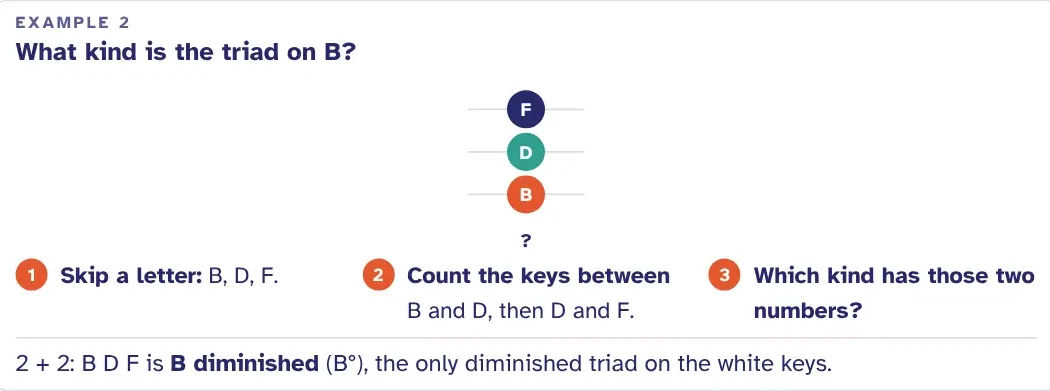 EXAMPLE 2
What kind is the triad on B?
F
D
B
?
1 Skip a letter: B, D, F.
2 Count the keys between
B and D, then D and F.
3 Which kind has those two
numbers?
2 + 2: B D F is B diminished (B°), the only diminished triad on the white keys.